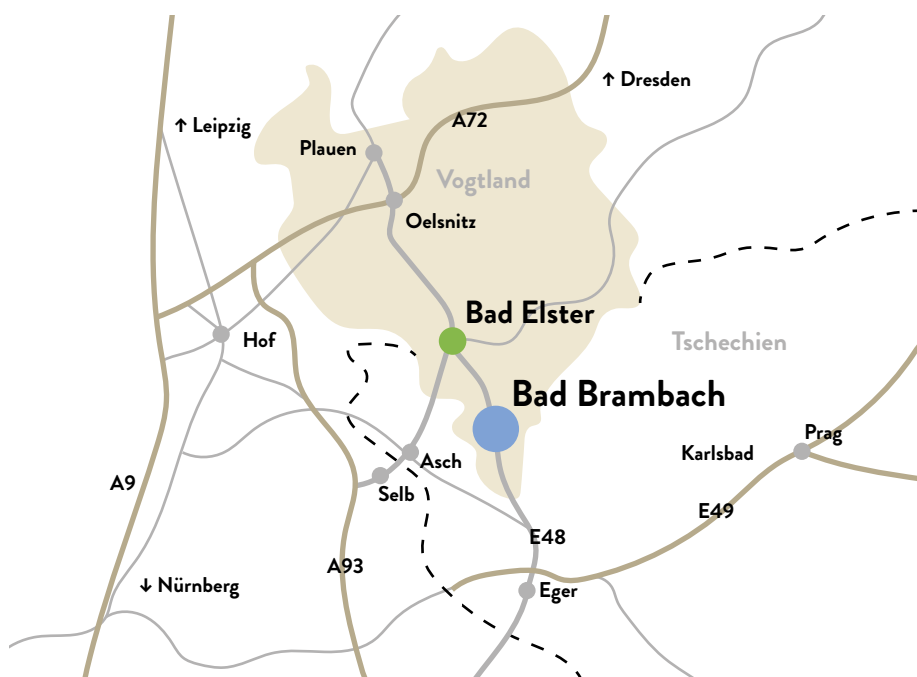 ↑ Dresden
A72
↑ Leipzig
Plauen
Vogtland
Oelsnitz
Bad Elster
Hof
Tschechien
Bad Brambach
Prag
Karlsbad
Asch
A9
Selb
E49
E48
A93
↓ Nürnberg
Eger